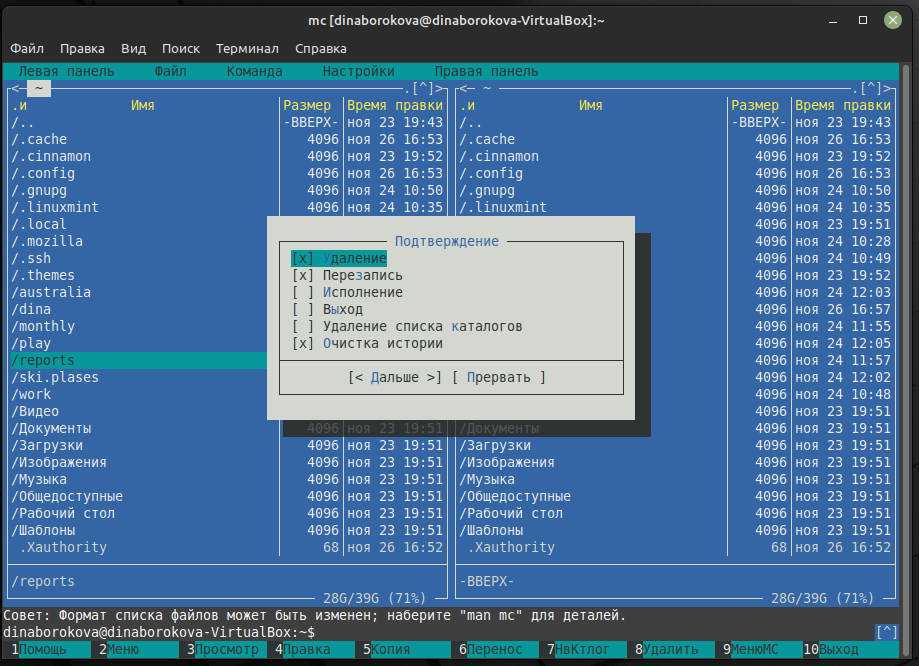 mc [dinaborokova@dinaborokova-VirtualBox]:~
Файл Правка Вид Поиск Терминал Справка
Левая панель Файл Команда Настройки Правая панель
<─ ~ .[^]> <─ ~ .[^]>
.и Имя Размер Время правки .и Имя Размер Время правки
/.. -ВВЕРХ- ноя 23 19:43 /.. -ВВЕРХ- ноя 23 19:43
/.cache 4096 ноя 26 16:53 /.cache 4096 ноя 26 16:53
/.cinnamon 4096 ноя 23 19:52 /.cinnamon 4096 ноя 23 19:52
/.config 4096 ноя 26 16:53 /.config 4096 ноя 26 16:53
/.gnupg 4096 ноя 24 10:50 /.gnupg 4096 ноя 24 10:50
/.linuxmint 4096 ноя 24 10:35 /.linuxmint 4096 ноя 24 10:35
/.local 4096 ноя 23 19:51
/.mozilla Подтверждение 4096 ноя 24 10:28
/.ssh [x] Удаление 4096 ноя 24 10:49
/.themes [x] Перезапись 4096 ноя 23 19:52
/australia [ ] Исполнение 4096 ноя 24 12:03
/dina [ ] Выход 4096 ноя 26 16:57
/monthly [ ] Удаление списка каталогов 4096 ноя 24 11:55
/play [x] Очистка истории 4096 ноя 24 12:05
/reports 4096 ноя 24 11:57
/ski.plases [< Дальше >] [ Прервать ] 4096 ноя 24 12:02
/work 4096 ноя 24 10:48
/Видео 4096 ноя 23 19:51
/Документы 4096 ноя 23 19:51 /Документы 4096 ноя 23 19:51
/Загрузки 4096 ноя 23 19:51 /Загрузки 4096 ноя 23 19:51
/Изображения 4096 ноя 23 19:51 /Изображения 4096 ноя 23 19:51
/Музыка 4096 ноя 23 19:51 /Музыка 4096 ноя 23 19:51
/Общедоступные 4096 ноя 23 19:51 /Общедоступные 4096 ноя 23 19:51
/Рабочий стол 4096 ноя 23 19:51 /Рабочий стол 4096 ноя 23 19:51
/Шаблоны 4096 ноя 23 19:51 /Шаблоны 4096 ноя 23 19:51
.Xauthority 68 ноя 26 16:52 .Xauthority 68 ноя 26 16:52
/reports -ВВЕРХ-
28G/39G (71%) 28G/39G (71%)
Совет: Формат списка файлов может быть изменен; наберите "man mc" для деталей.
dinaborokova@dinaborokova-VirtualBox:~$ [^]
1Помощь 2Меню 3Просмотр 4Правка 5Копия 6Перенос 7НвКтлог 8Удалить 9МенюMC 10Выход